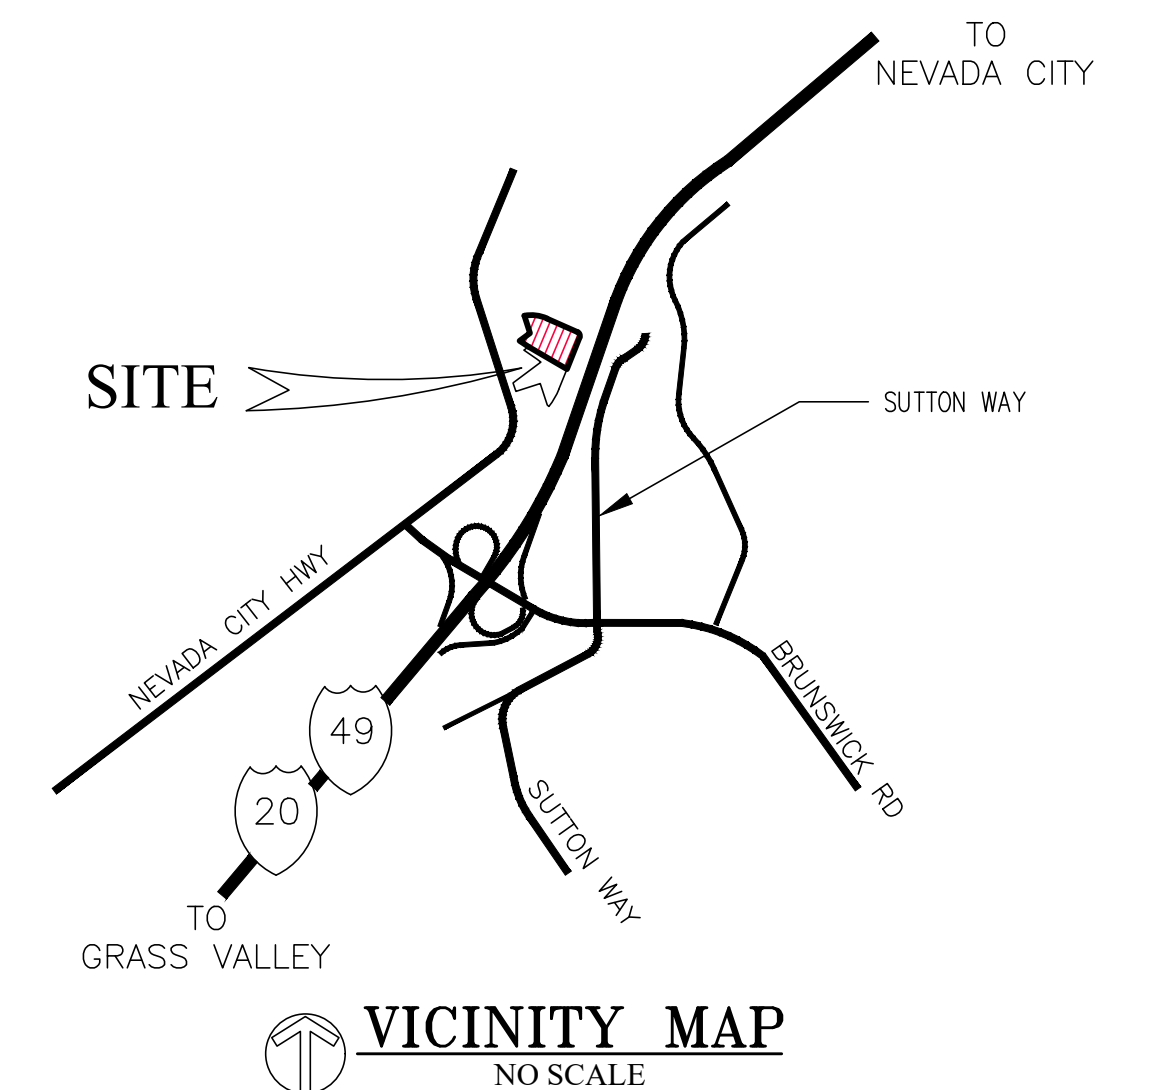 TO
NEVADA CITY
SITE
SUTTON WAY
NEVADA CITY HWY
BRUNSWICK RD
49
20
SUTTON WAY
TO
GRASS VALLEY
VICINITY MAP
NO SCALE